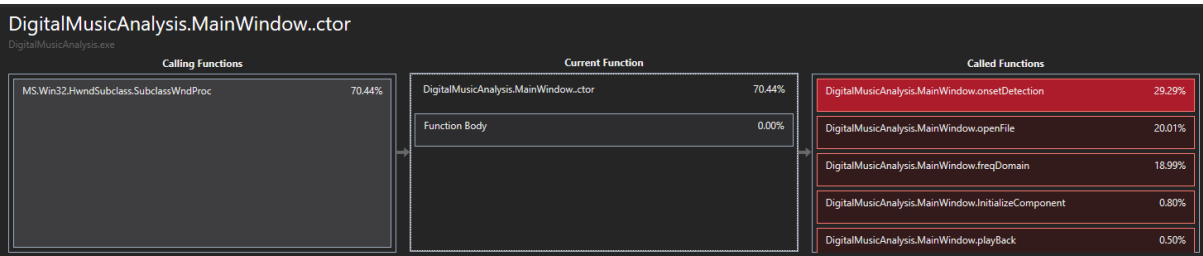 DigitalMusicAnalysis.MainWindow..ctor
DigitalMusicAnalysis.exe
Calling Functions
Current Function
Called Functions
MS.Win32.HwndSubclass.SubclassWndProc 70.44%
DigitalMusicAnalysis.MainWindow..ctor 70.44%
Function Body 0.00%
DigitalMusicAnalysis.MainWindow.onsetDetection 29.29%
DigitalMusicAnalysis.MainWindow.openFile 20.01%
DigitalMusicAnalysis.MainWindow.freqDomain 18.99%
DigitalMusicAnalysis.MainWindow.InitializeComponent 0.80%
DigitalMusicAnalysis.MainWindow.playBack 0.50%